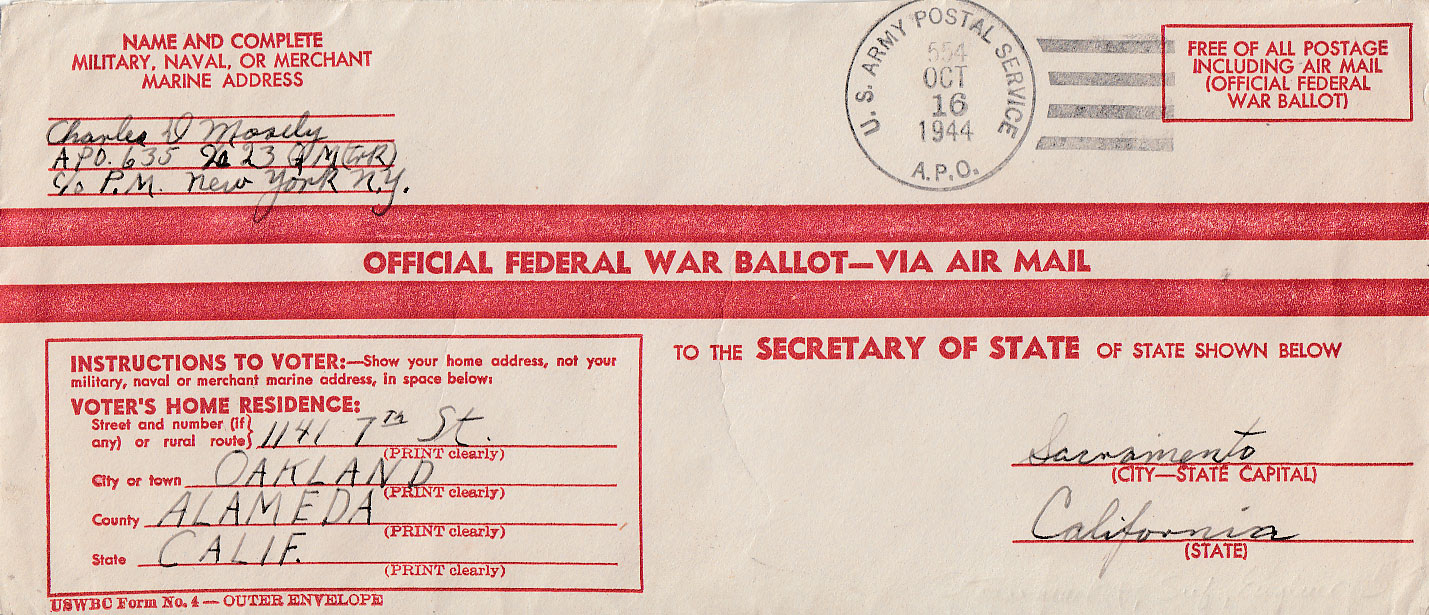 NAME AND COMPLETE
MILITARY, NAVAL, OR MERCHANT
MARINE ADDRESS
Charles D Mosely
APO. 635 23 QM (TrR)
c/o P.M. New York N.Y.
U. S. ARMY POSTAL SERVICE
554
OCT
16
1944
A.P.O.
FREE OF ALL POSTAGE
INCLUDING AIR MAIL
(OFFICIAL FEDERAL
WAR BALLOT)
OFFICIAL FEDERAL WAR BALLOT—VIA AIR MAIL
INSTRUCTIONS TO VOTER:—Show your home address, not your
military, naval or merchant marine address, in space below:
VOTER'S HOME RESIDENCE:
Street and number (if
any) or rural route} 1141 7th St.
(PRINT clearly)
City or town OAKLAND
(PRINT clearly)
County ALAMEDA
(PRINT clearly)
State CALIF.
(PRINT clearly)
USWBC Form No. 4—OUTER ENVELOPE
TO THE SECRETARY OF STATE OF STATE SHOWN BELOW
Sacramento
(CITY—STATE CAPITAL)
California
(STATE)